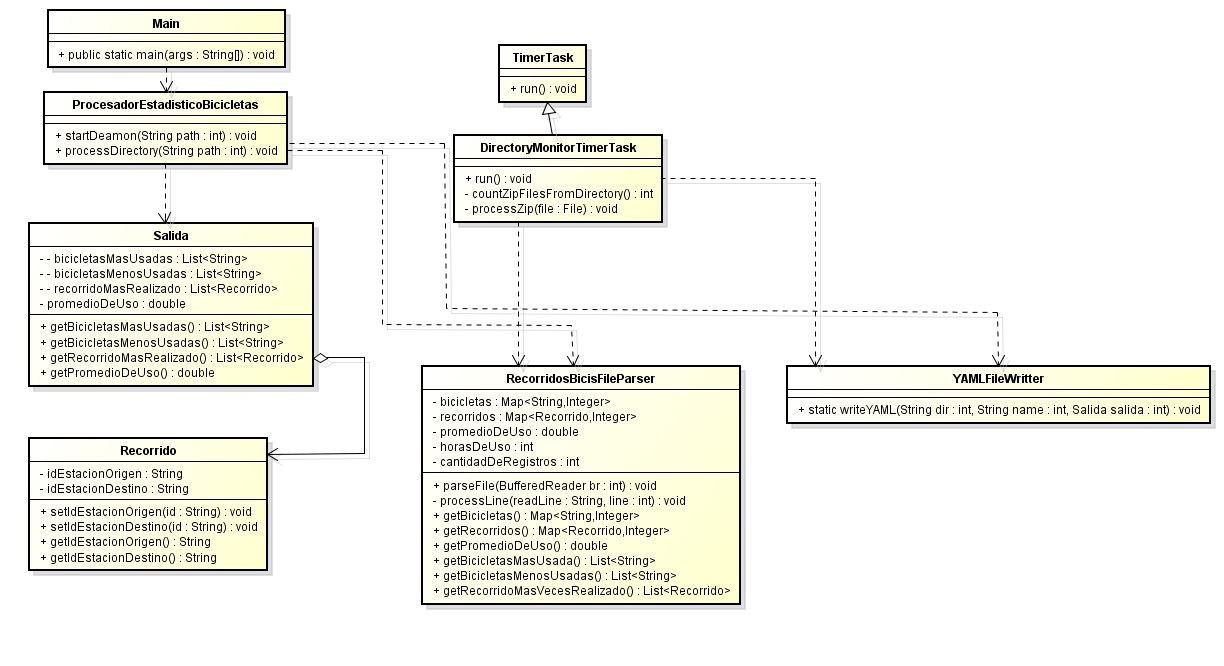 Main
+ public static main(args : String[]) : void
TimerTask
+ run() : void
ProcesadorEstadisticoBicicletas
+ startDeamon(String path : int) : void
+ processDirectory(String path : int) : void
DirectoryMonitorTimerTask
+ run() : void
- countZipFilesFromDirectory() : int
- processZip(file : File) : void
Salida
- - bicicletasMasUsadas : List<String>
- - bicicletasMenosUsadas : List<String>
- - recorridoMasRealizado : List<Recorrido>
- promedioDeUso : double
+ getBicicletasMasUsadas() : List<String>
+ getBicicletasMenosUsadas() : List<String>
+ getRecorridoMasRealizado() : List<Recorrido>
+ getPromedioDeUso() : double
RecorridosBicisFileParser
- bicicletas : Map<String,Integer>
- recorridos : Map<Recorrido,Integer>
- promedioDeUso : double
- horasDeUso : int
- cantidadDeRegistros : int
+ parseFile(BufferedReader br : int) : void
- processLine(readLine : String, line : int) : void
+ getBicicletas() : Map<String,Integer>
+ getRecorridos() : Map<Recorrido,Integer>
+ getPromedioDeUso() : double
+ getBicicletasMasUsada() : List<String>
+ getBicicletasMenosUsadas() : List<String>
+ getRecorridoMasVecesRealizado() : List<Recorrido>
YAMLFileWritter
+ static writeYAML(String dir : int, String name : int, Salida salida : int) : void
Recorrido
- idEstacionOrigen : String
- idEstacionDestino : String
+ setIdEstacionOrigen(id : String) : void
+ setIdEstacionDestino(id : String) : void
+ getIdEstacionOrigen() : String
+ getIdEstacionDestino() : String